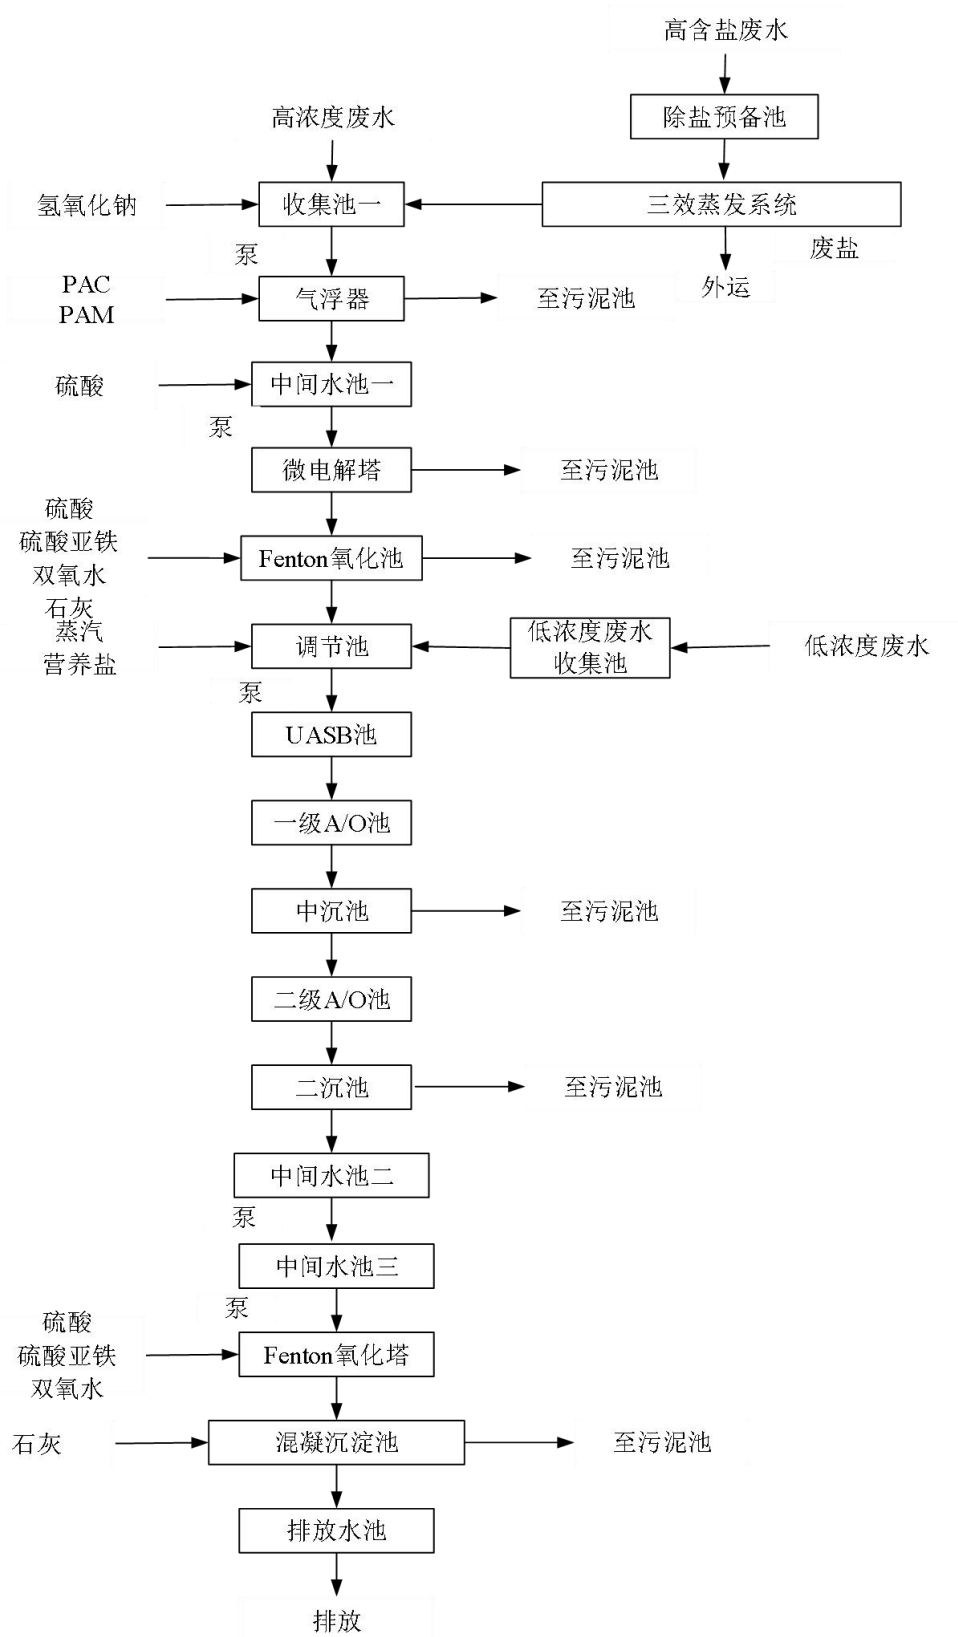 高含盐废水
除盐预备池
高浓度废水
氢氧化钠
收集池一
三效蒸发系统
泵
废盐
外运
PAC
PAM
气浮器
至污泥池
硫酸
中间水池一
泵
微电解塔
至污泥池
硫酸
硫酸亚铁
双氧水
石灰
Fenton氧化池
至污泥池
蒸汽
营养盐
调节池
低浓度废水
收集池
低浓度废水
泵
UASB池
一级A/O池
中沉池
至污泥池
二级A/O池
二沉池
至污泥池
中间水池二
泵
中间水池三
泵
硫酸
硫酸亚铁
双氧水
Fenton氧化塔
石灰
混凝沉淀池
至污泥池
排放水池
排放